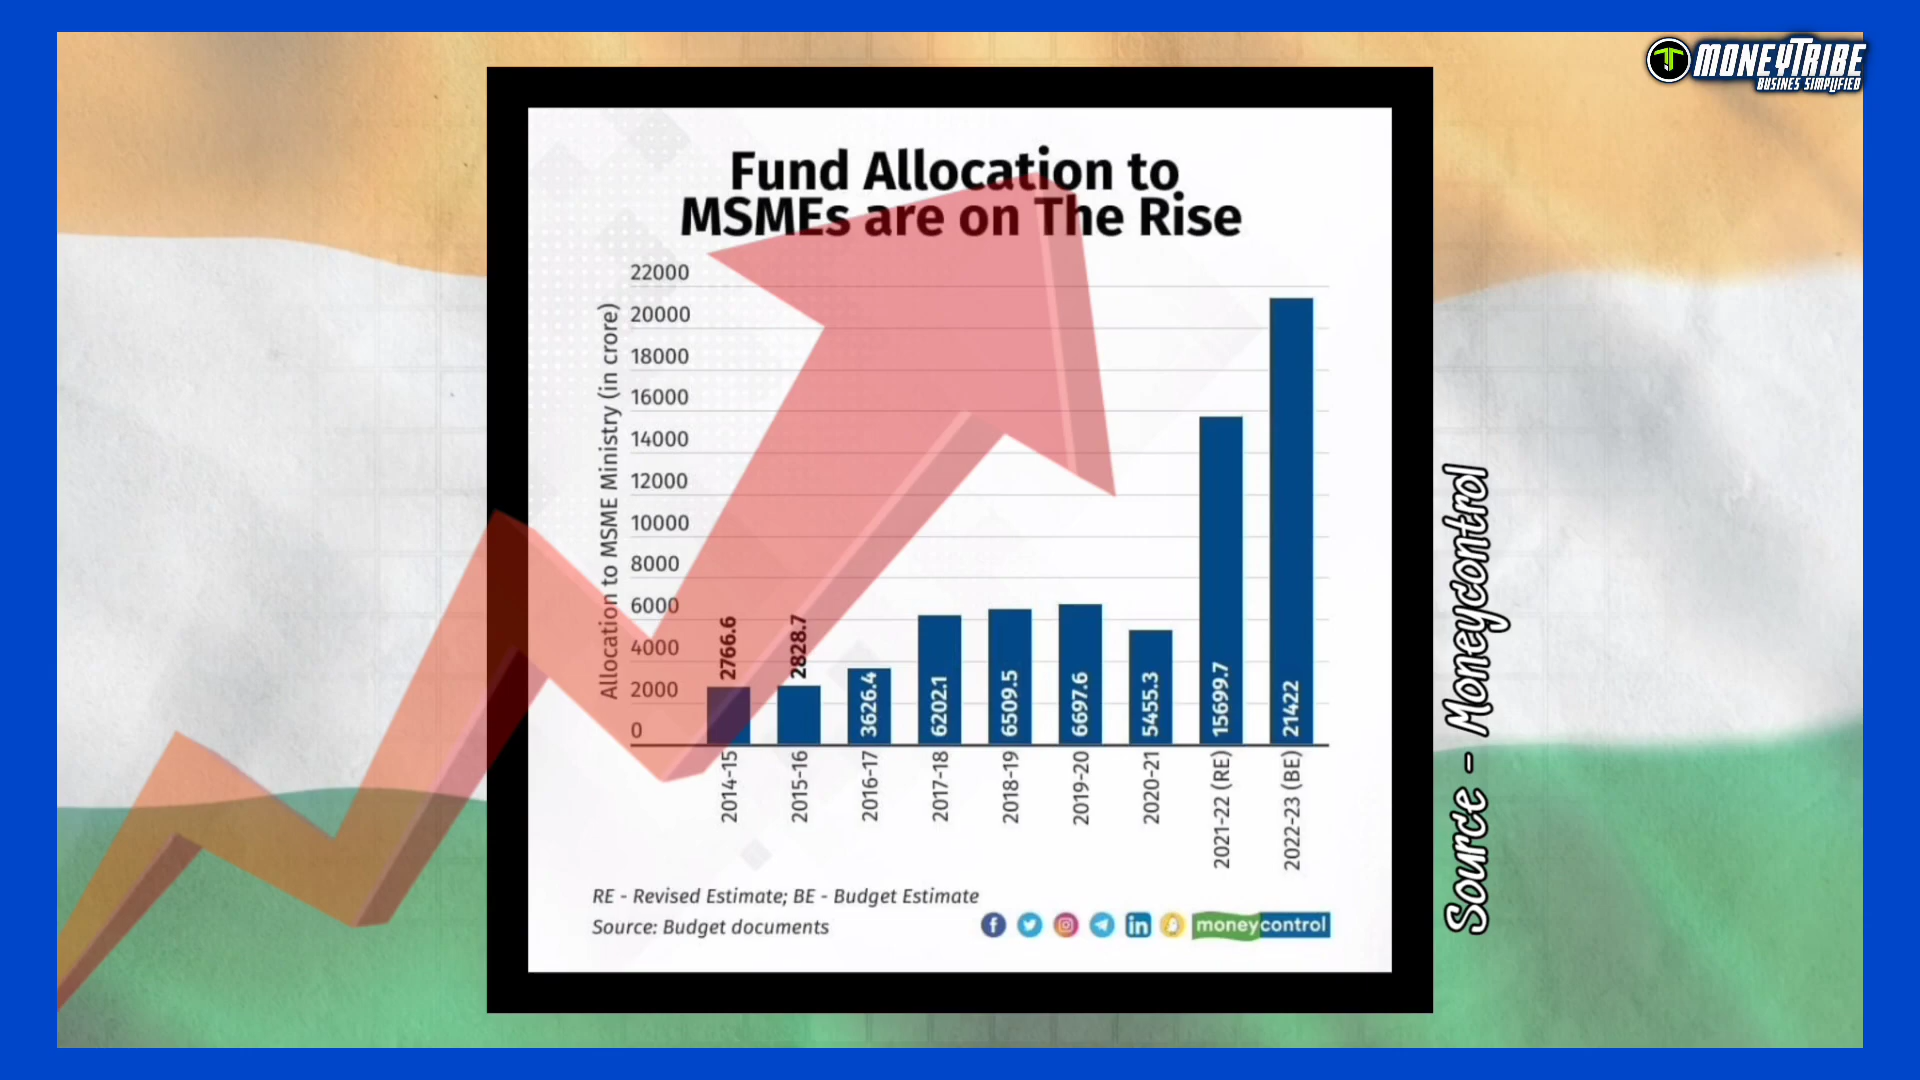 MONEYTRIBE
BUSINES SIMPLIFIED
Fund Allocation to
MSMEs are on The Rise
Allocation to MSME Ministry (in crore)
22000
20000
18000
16000
14000
12000
10000
8000
6000
4000
2000
0
2766.6
2828.7
3626.4
6202.1
6509.5
6697.6
5455.3
15699.7
21422
2014-15
2015-16
2016-17
2017-18
2018-19
2019-20
2020-21
2021-22 (RE)
2022-23 (BE)
RE - Revised Estimate; BE - Budget Estimate
Source: Budget documents
moneycontrol
Source - Moneycontrol